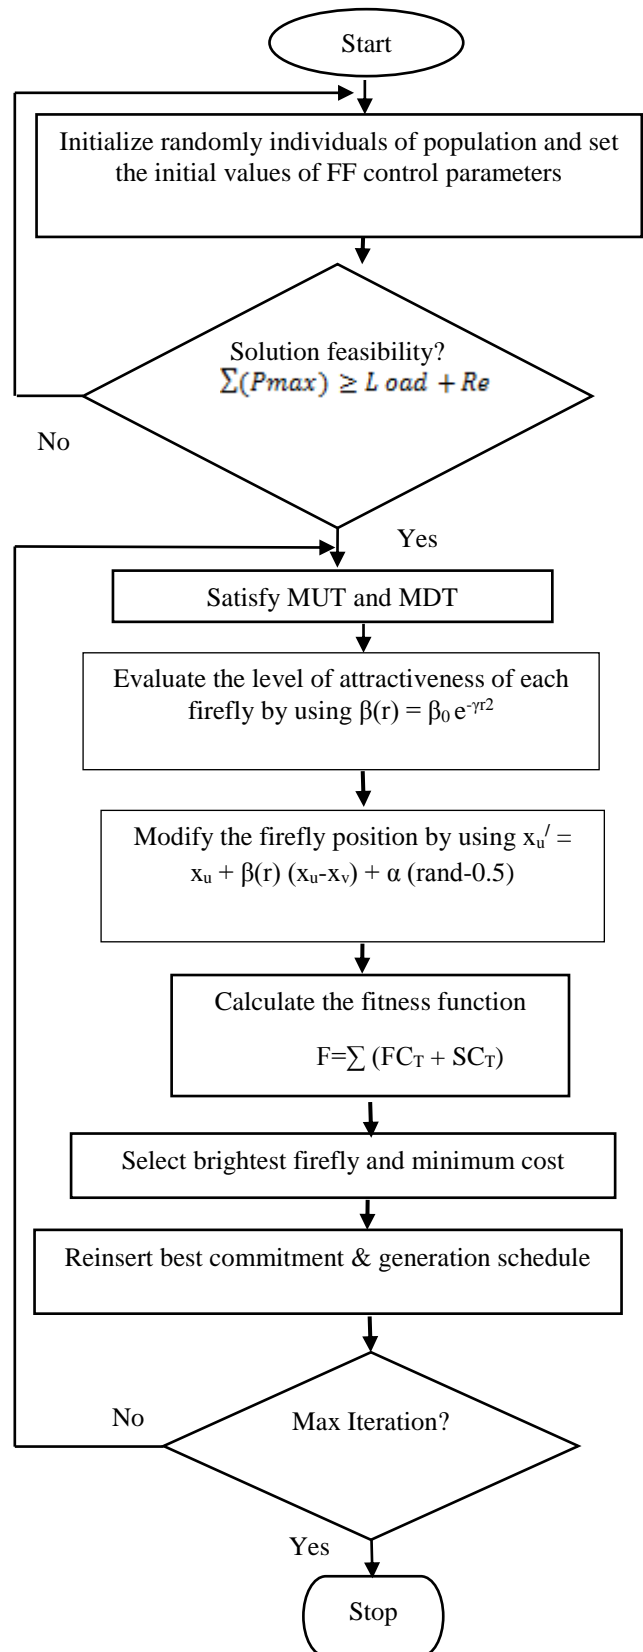 Start
Initialize randomly individuals of population and set
the initial values of FF control parameters
Solution feasibility?
∑(Pmax) ≥ L oad + Re
No
Yes
Satisfy MUT and MDT
Evaluate the level of attractiveness of each
firefly by using β(r) = β₀ e⁻ᵞʳ²
Modify the firefly position by using xᵤ′ =
xᵤ + β(r) (xᵤ-xᵥ) + α (rand-0.5)
Calculate the fitness function
F=∑ (FC_T + SC_T)
Select brightest firefly and minimum cost
Reinsert best commitment & generation schedule
No
Max Iteration?
Yes
Stop